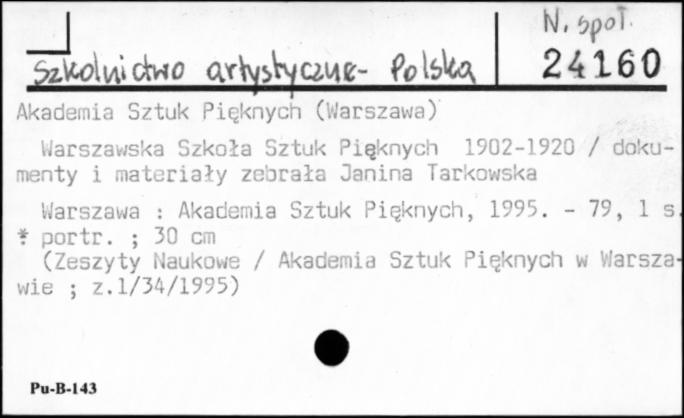 N. społ.
Szkolnictwo artystyczne- Polska
24160
Akademia Sztuk Pięknych (Warszawa)
Warszawska Szkoła Sztuk Pięknych 1902-1920 / doku-
menty i materiały zebrała Janina Tarkowska
Warszawa : Akademia Sztuk Pięknych, 1995. - 79, 1 s.
: portr. ; 30 cm
(Zeszyty Naukowe / Akademia Sztuk Pięknych w Warsza-
wie ; z.1/34/1995)
Pu-B-143